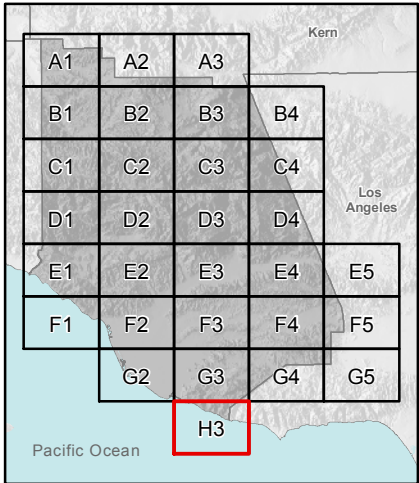 Kern
A1 A2 A3
B1 B2 B3 B4
C1 C2 C3 C4
Los
Angeles
D1 D2 D3 D4
E1 E2 E3 E4 E5
F1 F2 F3 F4 F5
G2 G3 G4 G5
H3
Pacific Ocean